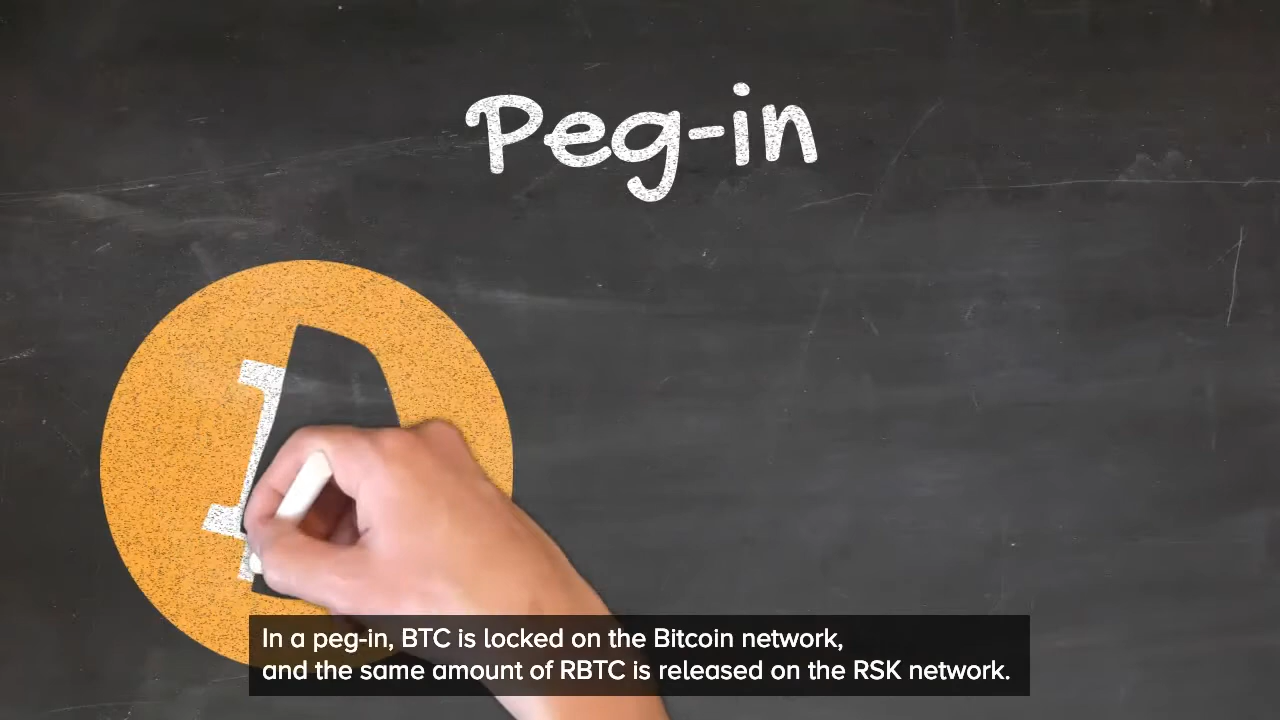 Peg-in
In a peg-in, BTC is locked on the Bitcoin network,
and the same amount of RBTC is released on the RSK network.